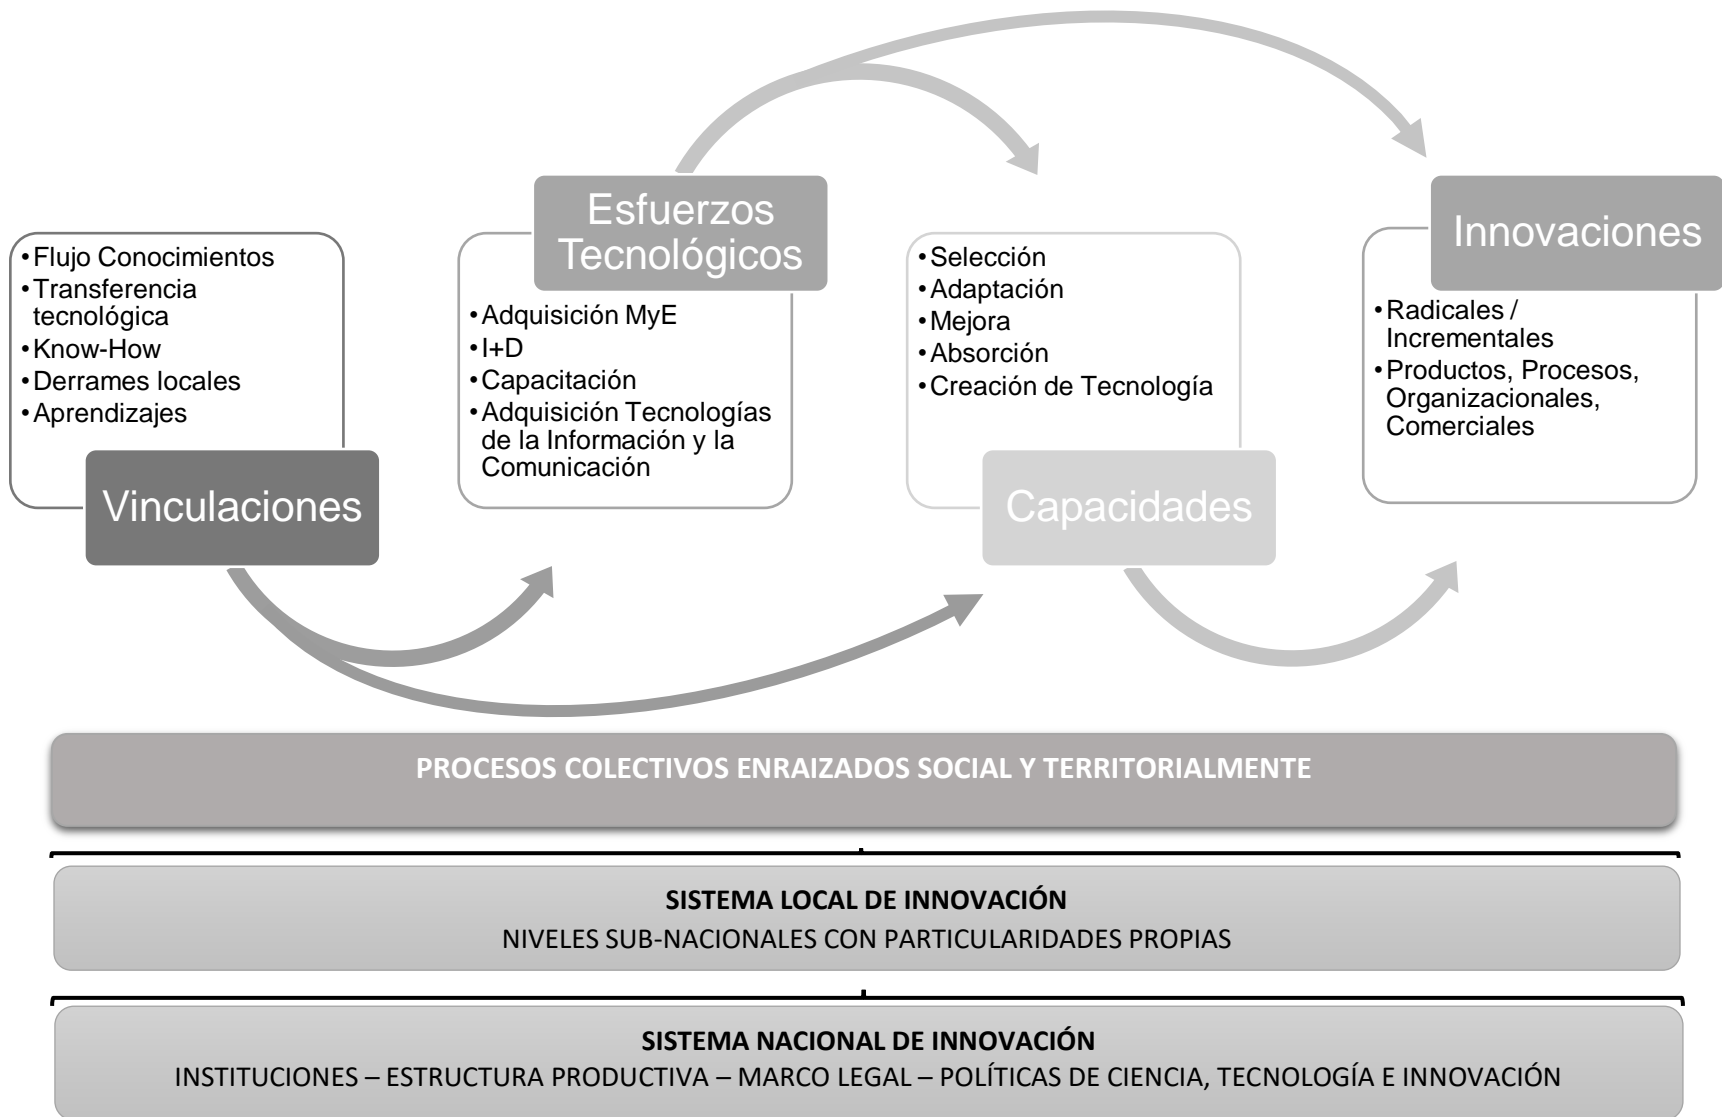 •Flujo Conocimientos
•Transferencia
tecnológica
•Know-How
•Derrames locales
•Aprendizajes
Vinculaciones
Esfuerzos
Tecnológicos
•Adquisición MyE
•I+D
•Capacitación
•Adquisición Tecnologías
de la Información y la
Comunicación
•Selección
•Adaptación
•Mejora
•Absorción
•Creación de Tecnología
Capacidades
Innovaciones
•Radicales /
Incrementales
•Productos, Procesos,
Organizacionales,
Comerciales
PROCESOS COLECTIVOS ENRAIZADOS SOCIAL Y TERRITORIALMENTE
SISTEMA LOCAL DE INNOVACIÓN
NIVELES SUB-NACIONALES CON PARTICULARIDADES PROPIAS
SISTEMA NACIONAL DE INNOVACIÓN
INSTITUCIONES – ESTRUCTURA PRODUCTIVA – MARCO LEGAL – POLÍTICAS DE CIENCIA, TECNOLOGÍA E INNOVACIÓN